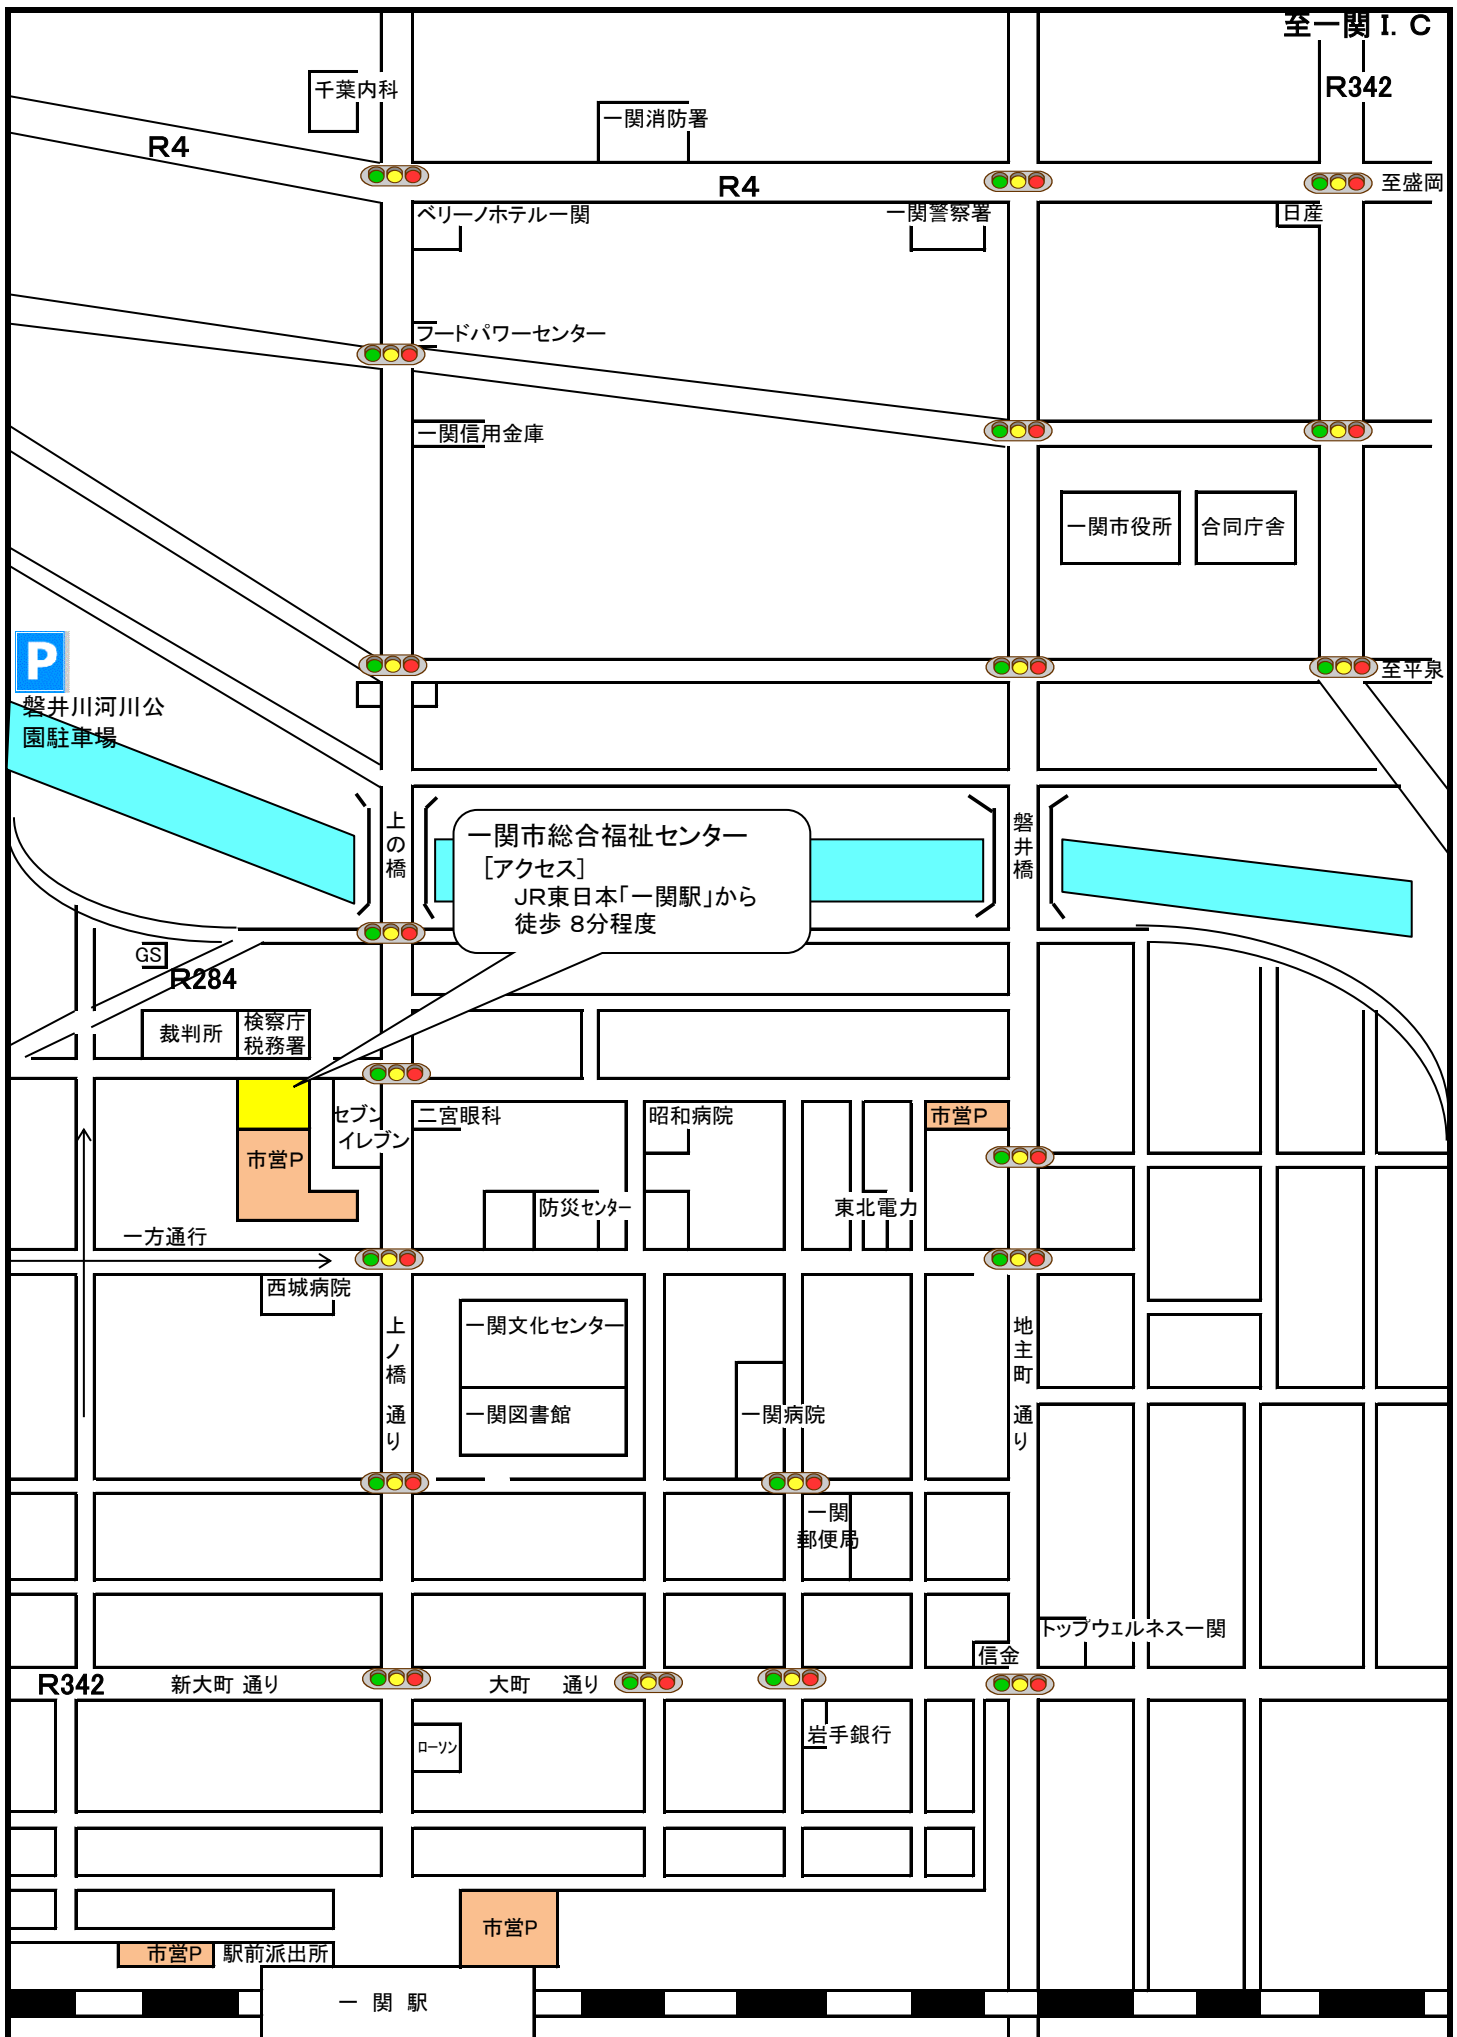 至一関Ｉ．Ｃ
R342
千葉内科
一関消防署
R4
R4
至盛岡
ベリーノホテル一関
一関警察署
日産
フードパワーセンター
一関信用金庫
一関市役所
合同庁舎
至平泉
P
磐井川河川公
園駐車場
上の橋
磐井橋
一関市総合福祉センター
［アクセス］
ＪＲ東日本「一関駅」から
徒歩 ８分程度
GS
R284
裁判所
検察庁
税務署
セブン
イレブン
二宮眼科
昭和病院
市営P
市営P
防災センター
東北電力
一方通行
西城病院
一関文化センター
上ノ橋 通り
地主町 通り
一関図書館
一関病院
一関
郵便局
トップウェルネス一関
信金
R342
新大町 通り
大町 通り
ローソン
岩手銀行
市営P
市営P
駅前派出所
一 関 駅